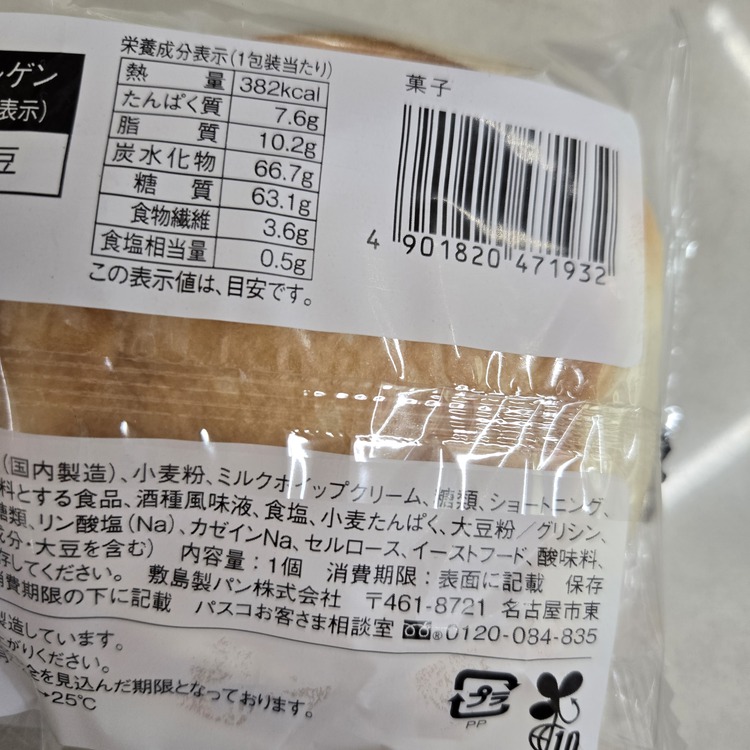 ゲン
表示)
豆
栄養成分表示(1包装当たり)
熱 量 382kcal
たんぱく質 7.6g
脂 質 10.2g
炭水化物 66.7g
糖 質 63.1g
食物繊維 3.6g
食塩相当量 0.5g
この表示値は、目安です。
菓子
4 901820 471932
(国内製造)、小麦粉、ミルクホイップクリーム、糖類、ショートニング、
料とする食品、酒種風味液、食塩、小麦たんぱく、大豆粉/グリシン、
糖類、リン酸塩(Na)、カゼインNa、セルロース、イーストフード、酸味料、
成分・大豆を含む) 内容量:1個 消費期限:表面に記載 保存
存してください。 敷島製パン株式会社 〒461-8721 名古屋市東
消費期限の下に記載 パスコお客さま相談室 ®0120-084-835
製造しています。
がりください。
全を見込んだ期限となっております。
→25℃
プラ
PP
10